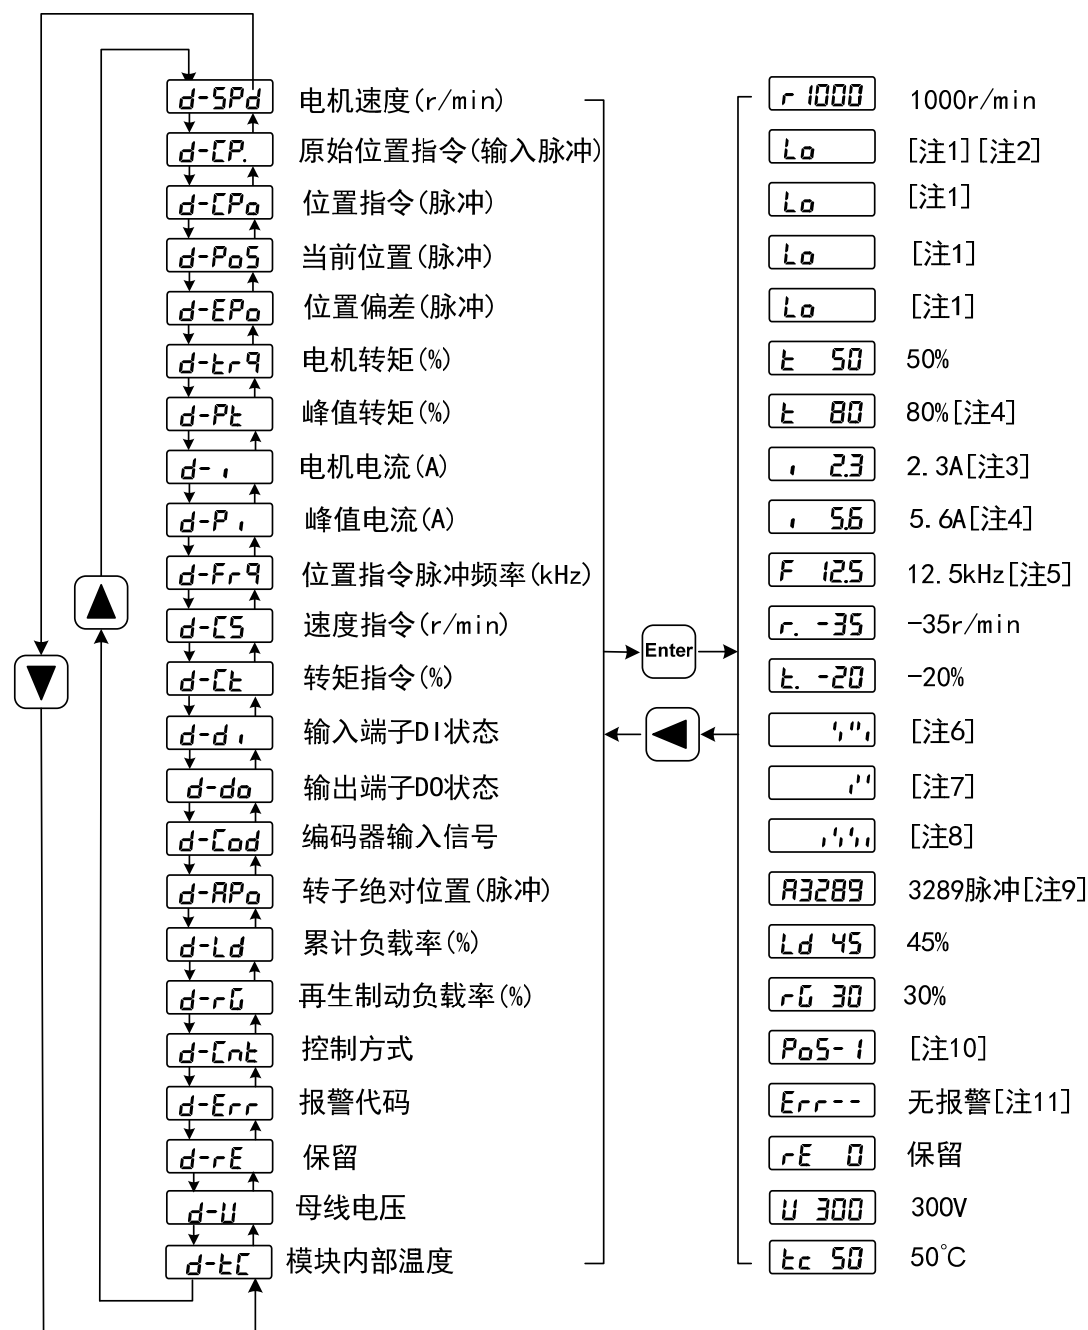 d-SPd 电机速度(r/min) r 1000 1000r/min
d-CP. 原始位置指令(输入脉冲) Lo [注1][注2]
d-CPo 位置指令(脉冲) Lo [注1]
d-PoS 当前位置(脉冲) Lo [注1]
d-EPo 位置偏差(脉冲) Lo [注1]
d-trq 电机转矩(%) t 50 50%
d-Pt 峰值转矩(%) t 80 80%[注4]
d-i 电机电流(A) i 2.3 2.3A[注3]
d-Pi 峰值电流(A) i 5.6 5.6A[注4]
d-Frq 位置指令脉冲频率(kHz) F 12.5 12.5kHz[注5]
d-CS 速度指令(r/min) r. -35 -35r/min
Enter
d-Ct 转矩指令(%) t. -20 -20%
d-di 输入端子DI状态 [注6]
d-do 输出端子DO状态 [注7]
d-Cod 编码器输入信号 [注8]
d-APo 转子绝对位置(脉冲) A3289 3289脉冲[注9]
d-Ld 累计负载率(%) Ld 45 45%
d-rG 再生制动负载率(%) rG 30 30%
d-Cnt 控制方式 PoS-1 [注10]
d-Err 报警代码 Err-- 无报警[注11]
d-rE 保留 rE 0 保留
d-U 母线电压 U 300 300V
d-tC 模块内部温度 tc 50 50℃